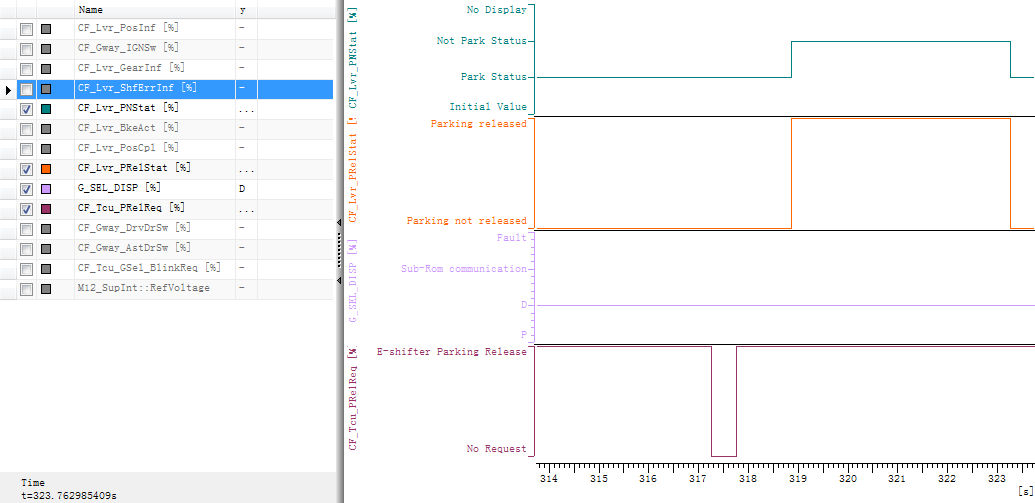 Name y
CF_Lvr_PosInf [%] -
CF_Gway_IGNSw [%] -
CF_Lvr_GearInf [%] -
CF_Lvr_ShfErrInf [%] -
CF_Lvr_PNStat [%] ...
CF_Lvr_BkeAct [%] -
CF_Lvr_PosCpl [%] -
CF_Lvr_PRelStat [%] ...
G_SEL_DISP [%] D
CF_Tcu_PRelReq [%] ...
CF_Gway_DrvDrSw [%] -
CF_Gway_AstDrSw [%] -
CF_Tcu_GSel_BlinkReq [%] -
M12_SupInt::RefVoltage -
Time
t=323.762985409s
CF_Lvr_PNStat [%]
No Display
Not Park Status
Park Status
Initial Value
CF_Lvr_PRelStat [%]
Parking released
Parking not released
G_SEL_DISP [%]
Fault
Sub-Rom communication
D
P
CF_Tcu_PRelReq [%]
E-shifter Parking Release
No Request
314 315 316 317 318 319 320 321 322 323
[s]